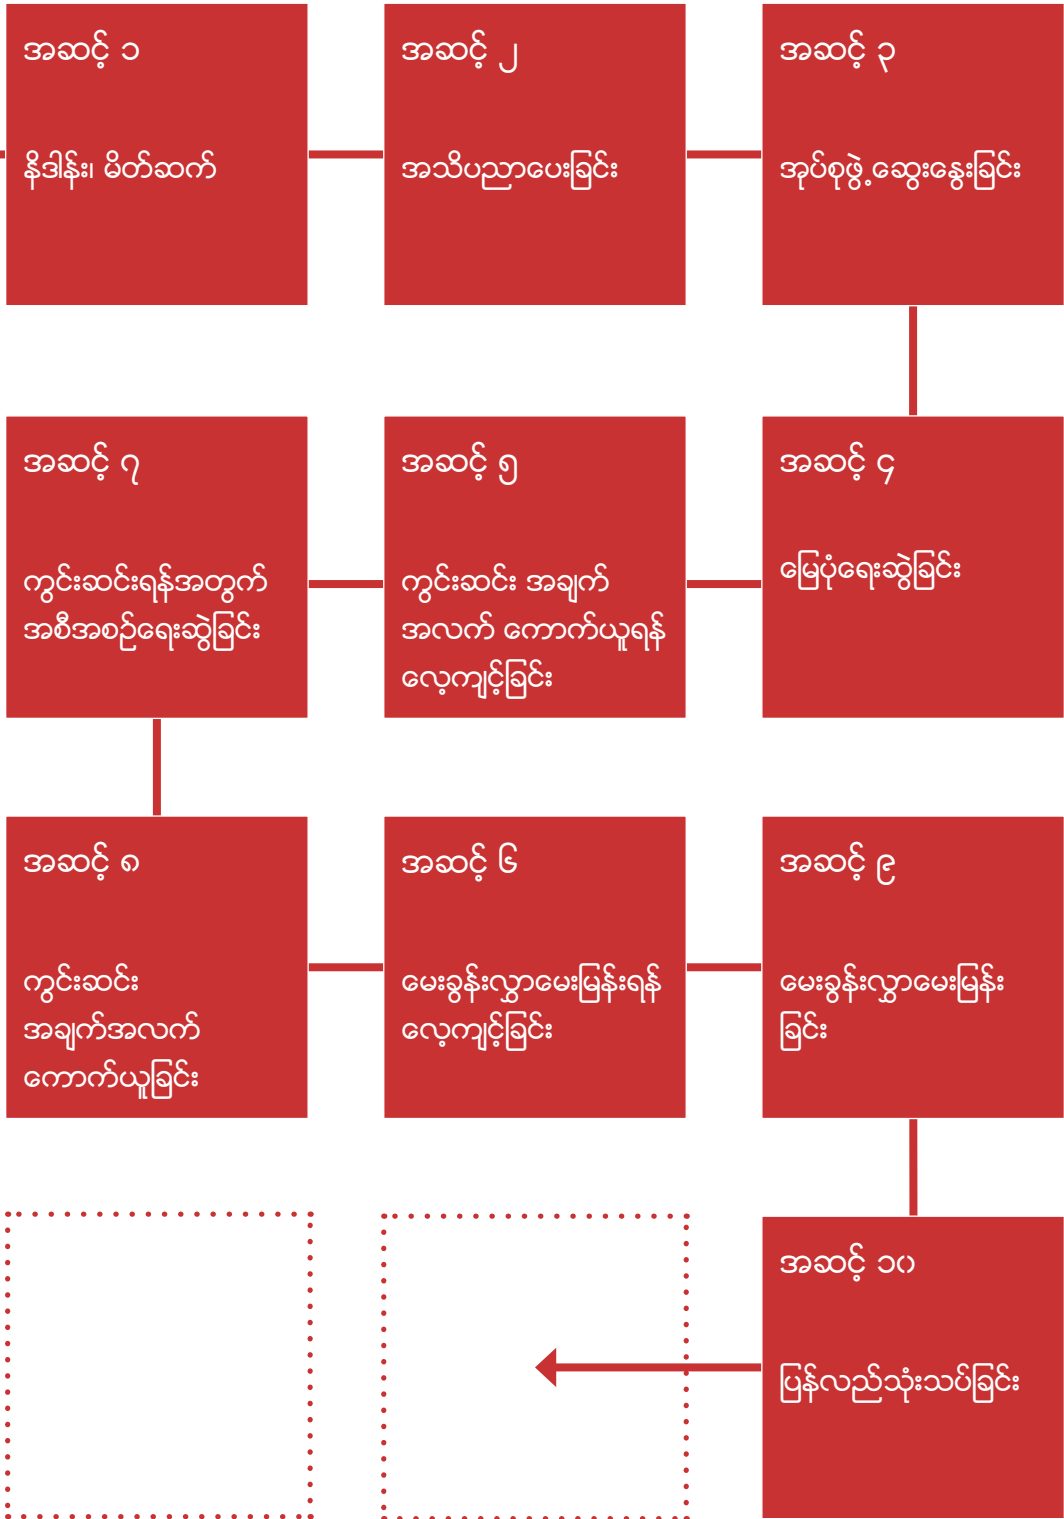 အဆင့် ၁
နိဒါန်း၊ မိတ်ဆက်
အဆင့် ၂
အသိပညာပေးခြင်း
အဆင့် ၃
အုပ်စုဖွဲ့ ဆွေးနွေးခြင်း
အဆင့် ၇
ကွင်းဆင်းရန်အတွက်
အစီအစဉ်ရေးဆွဲခြင်း
အဆင့် ၅
ကွင်းဆင်း အချက်
အလက် ကောက်ယူရန်
လေ့ကျင့်ခြင်း
အဆင့် ၄
မြေပုံရေးဆွဲခြင်း
အဆင့် ၈
ကွင်းဆင်း
အချက်အလက်
ကောက်ယူခြင်း
အဆင့် ၆
မေးခွန်းလွှာမေးမြန်းရန်
လေ့ကျင့်ခြင်း
အဆင့် ၉
မေးခွန်းလွှာမေးမြန်း
ခြင်း
အဆင့် ၁၀
ပြန်လည်သုံးသပ်ခြင်း